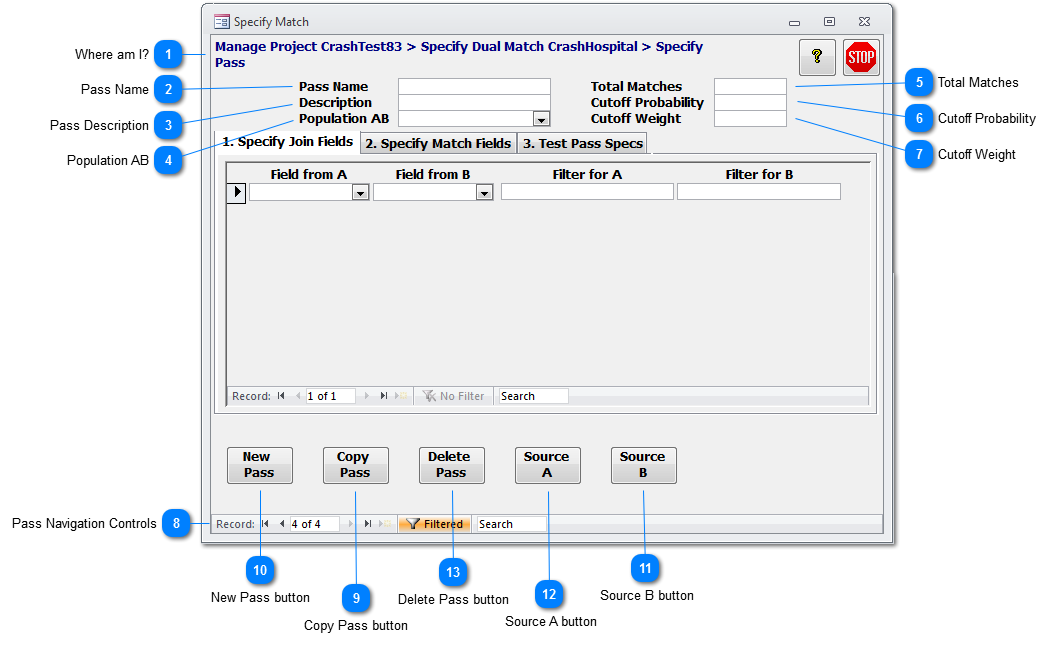 Specify Match
Where am I? 1
Manage Project CrashTest83 > Specify Dual Match CrashHospital > Specify
Pass
?
STOP
Pass Name 2
Pass Name
Total Matches
5 Total Matches
Pass Description 3
Description
Cutoff Probability
6 Cutoff Probability
Population AB 4
Population AB
Cutoff Weight
7 Cutoff Weight
1. Specify Join Fields 2. Specify Match Fields 3. Test Pass Specs
Field from A Field from B Filter for A Filter for B
Record: 1 of 1 No Filter Search
New
Pass
Copy
Pass
Delete
Pass
Source
A
Source
B
Pass Navigation Controls 8
Record: 4 of 4 Filtered Search
10
New Pass button
9
Copy Pass button
13
Delete Pass button
12
Source A button
11
Source B button